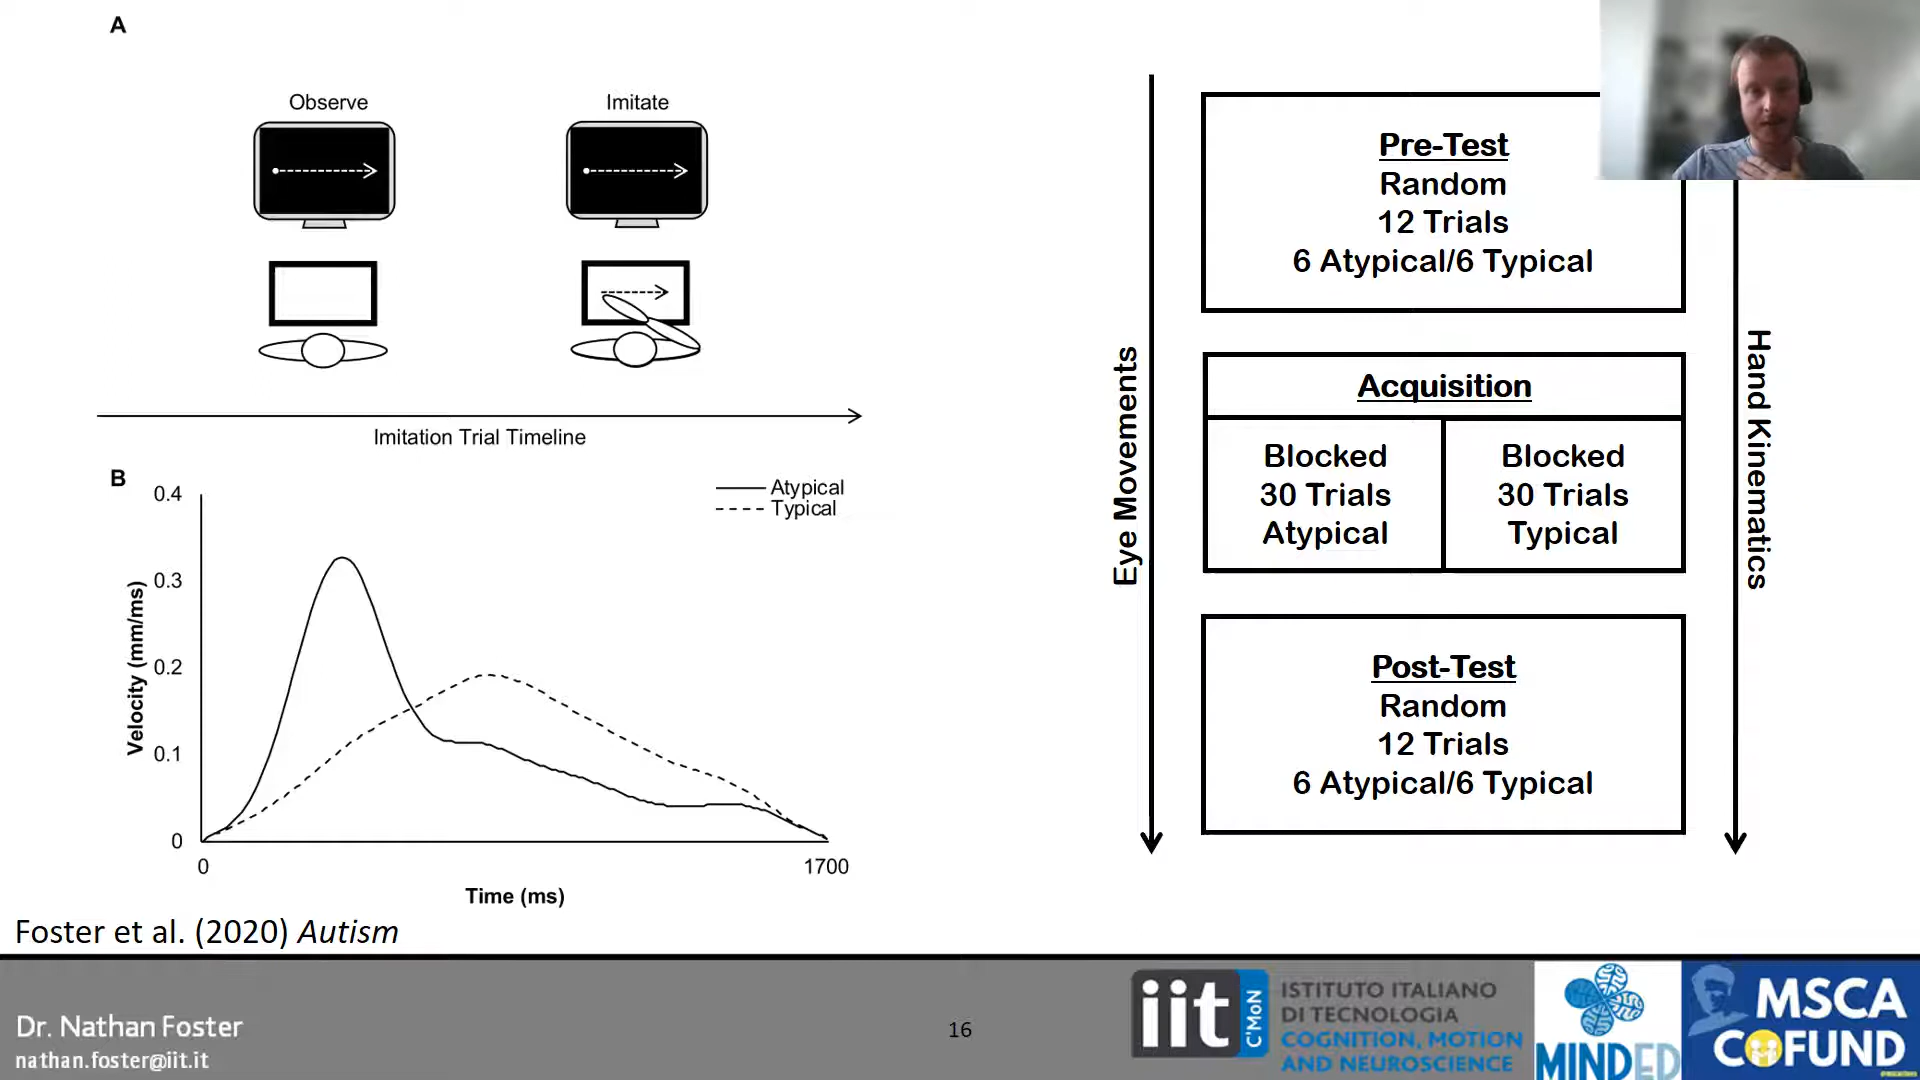 A
Observe
Imitate
Imitation Trial Timeline
B
Atypical
Typical
0.4
0.3
0.2
0.1
0
Velocity (mm/ms)
0
1700
Time (ms)
Foster et al. (2020) Autism
Eye Movements
Pre-Test
Random
12 Trials
6 Atypical/6 Typical
Acquisition
Blocked
30 Trials
Atypical
Blocked
30 Trials
Typical
Post-Test
Random
12 Trials
6 Atypical/6 Typical
Hand Kinematics
Dr. Nathan Foster
nathan.foster@iit.it
16
iit
C'MoN
ISTITUTO ITALIANO
DI TECNOLOGIA
COGNITION, MOTION
AND NEUROSCIENCE
MINDED
MSCA
COFUND